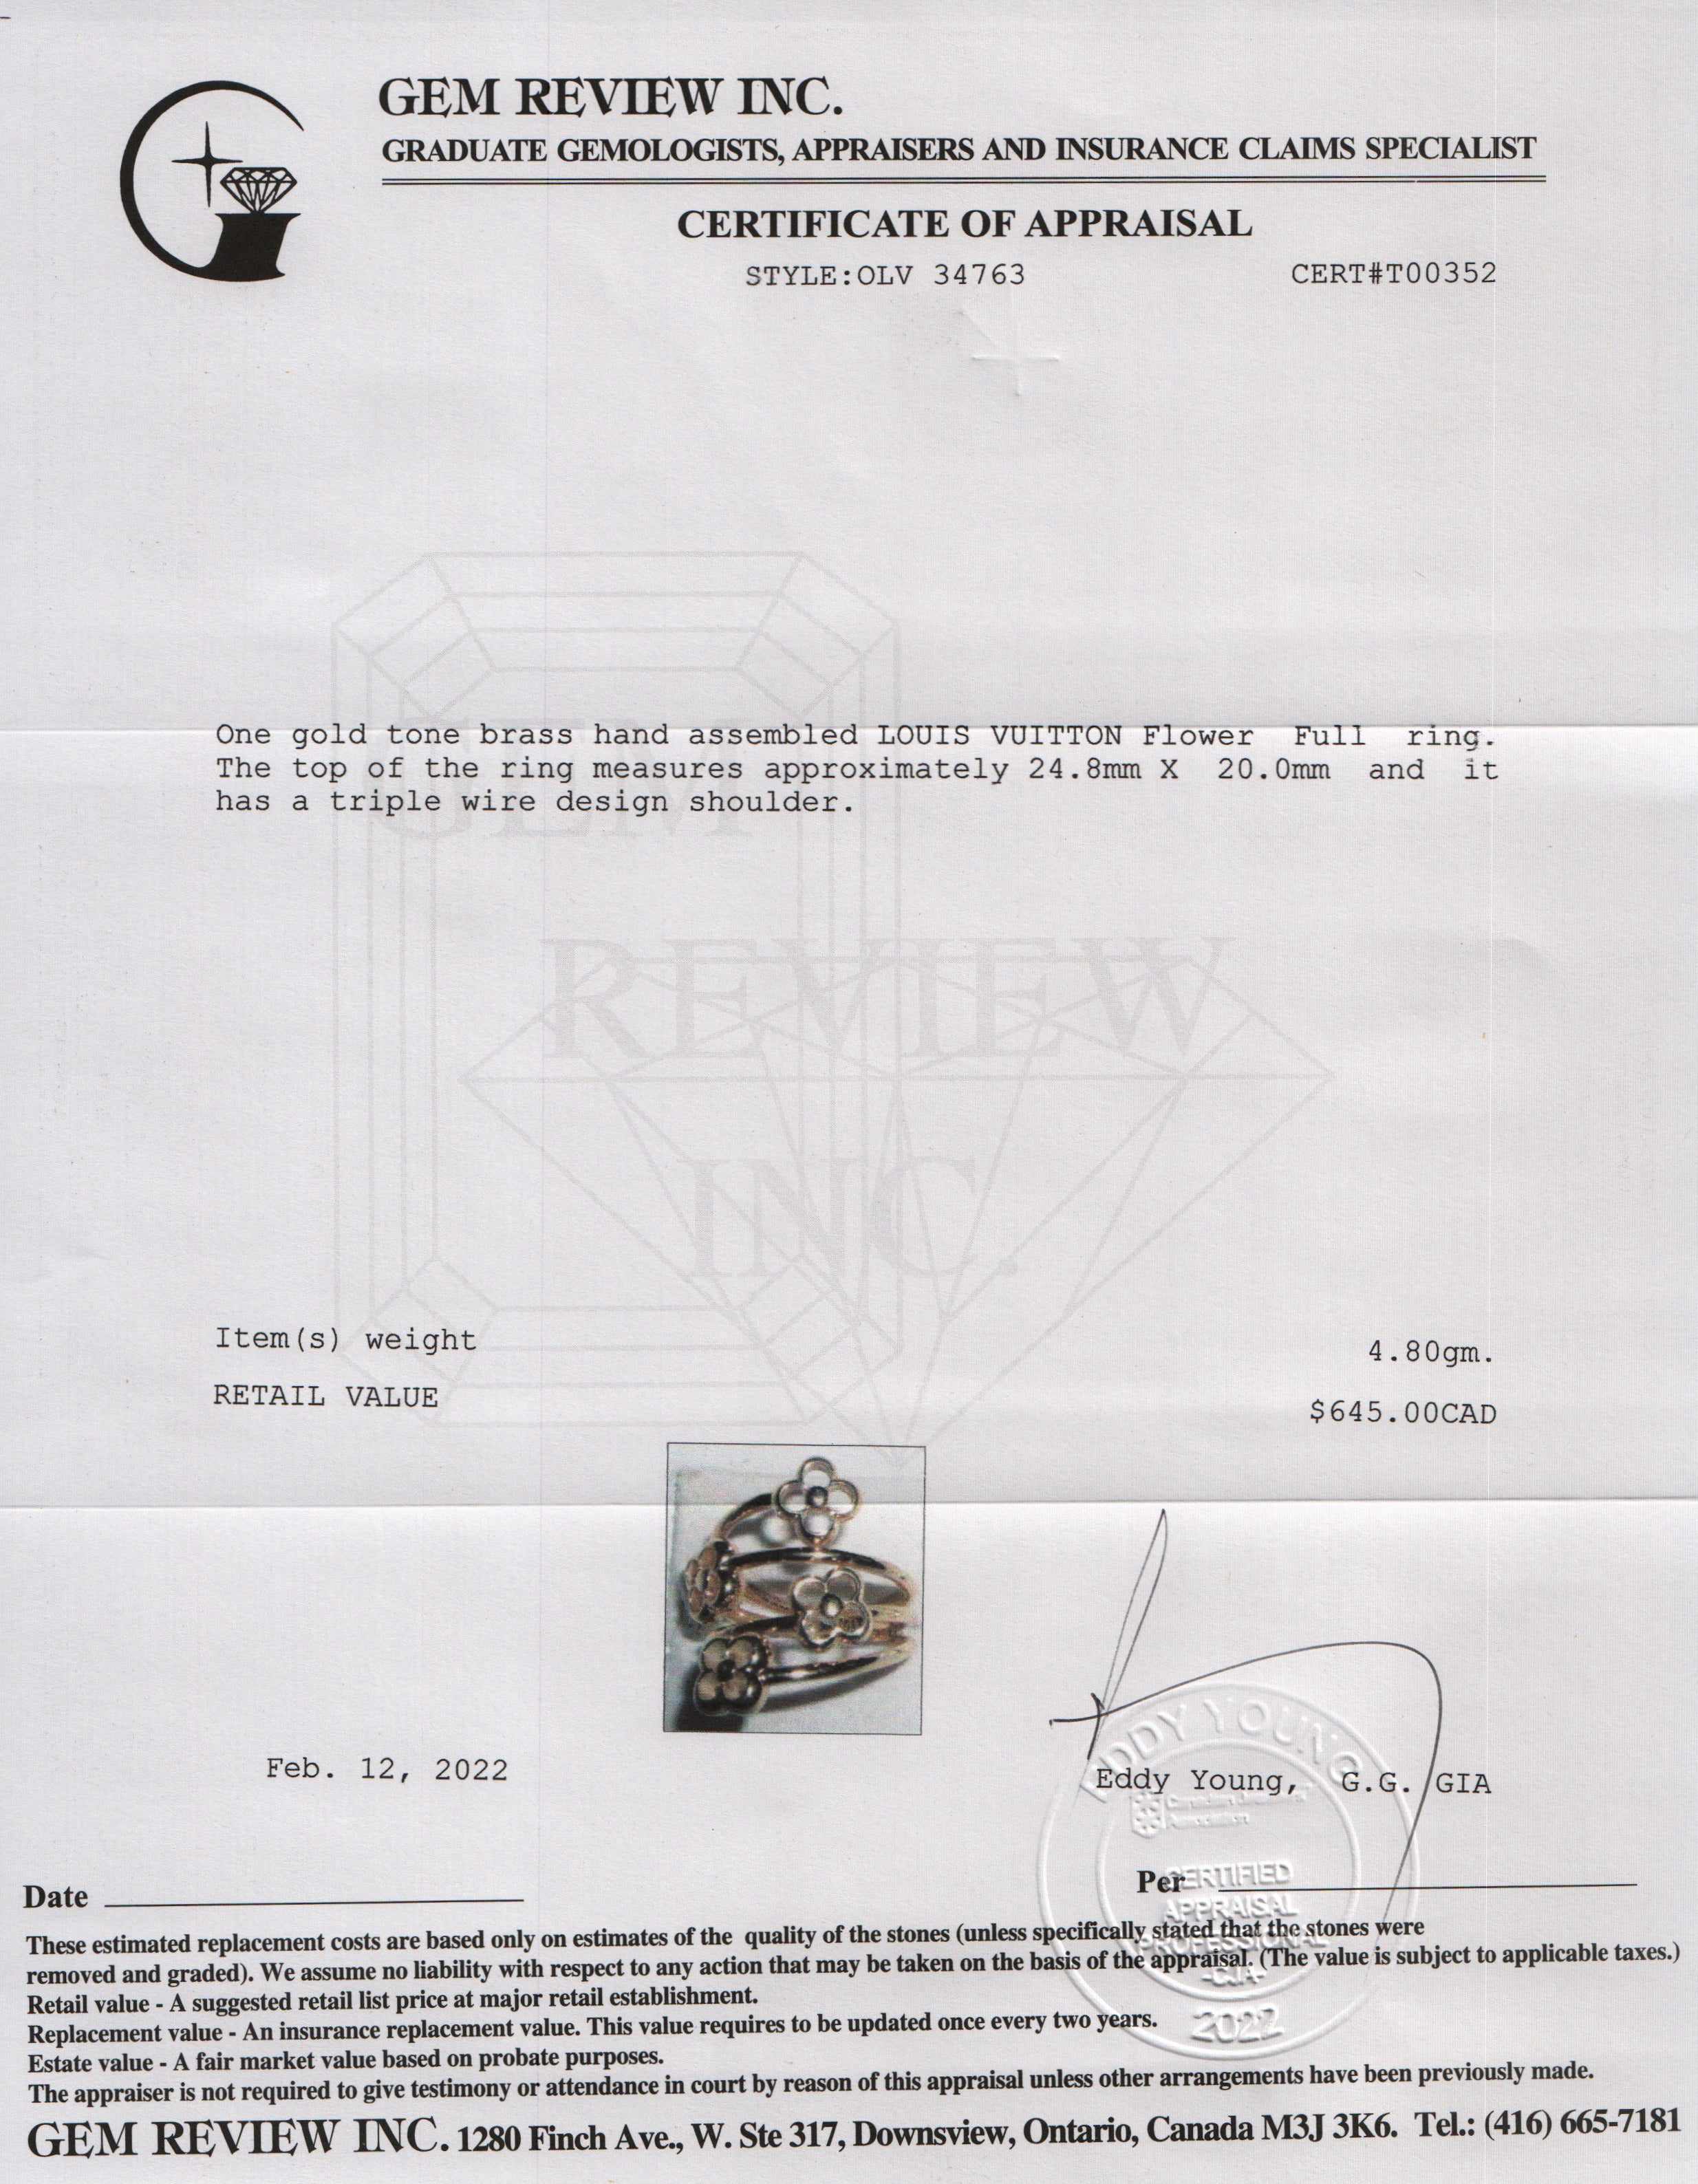 GEM REVIEW INC.
GRADUATE GEMOLOGISTS, APPRAISERS AND INSURANCE CLAIMS SPECIALIST
CERTIFICATE OF APPRAISAL
STYLE:OLV 34763 CERT#T00352
One gold tone brass hand assembled LOUIS VUITTON Flower Full ring.
The top of the ring measures approximately 24.8mm X 20.0mm and it
has a triple wire design shoulder.
GEM
REVIEW
INC.
Item(s) weight 4.80gm.
RETAIL VALUE $645.00CAD
Feb. 12, 2022
Eddy Young, G.G. GIA
EDDY YOUNG
CERTIFIED
APPRAISAL
PROFESSIONAL
-CJA-
2022
Date
Per
These estimated replacement costs are based only on estimates of the quality of the stones (unless specifically stated that the stones were
removed and graded). We assume no liability with respect to any action that may be taken on the basis of the appraisal. (The value is subject to applicable taxes.)
Retail value - A suggested retail list price at major retail establishment.
Replacement value - An insurance replacement value. This value requires to be updated once every two years.
Estate value - A fair market value based on probate purposes.
The appraiser is not required to give testimony or attendance in court by reason of this appraisal unless other arrangements have been previously made.
GEM REVIEW INC. 1280 Finch Ave., W. Ste 317, Downsview, Ontario, Canada M3J 3K6. Tel.: (416) 665-7181